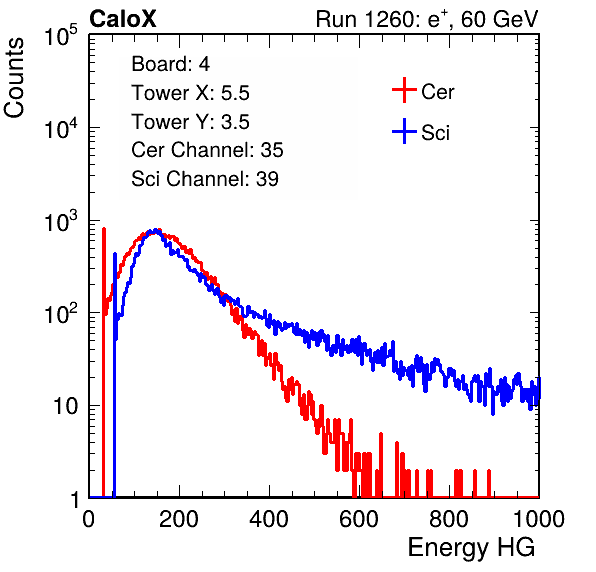 CaloX Run 1260: e⁺, 60 GeV
Counts
Board: 4
Tower X: 5.5
Tower Y: 3.5
Cer Channel: 35
Sci Channel: 39
Cer
Sci
10⁵
10⁴
10³
10²
10
1
0 200 400 600 800 1000
Energy HG